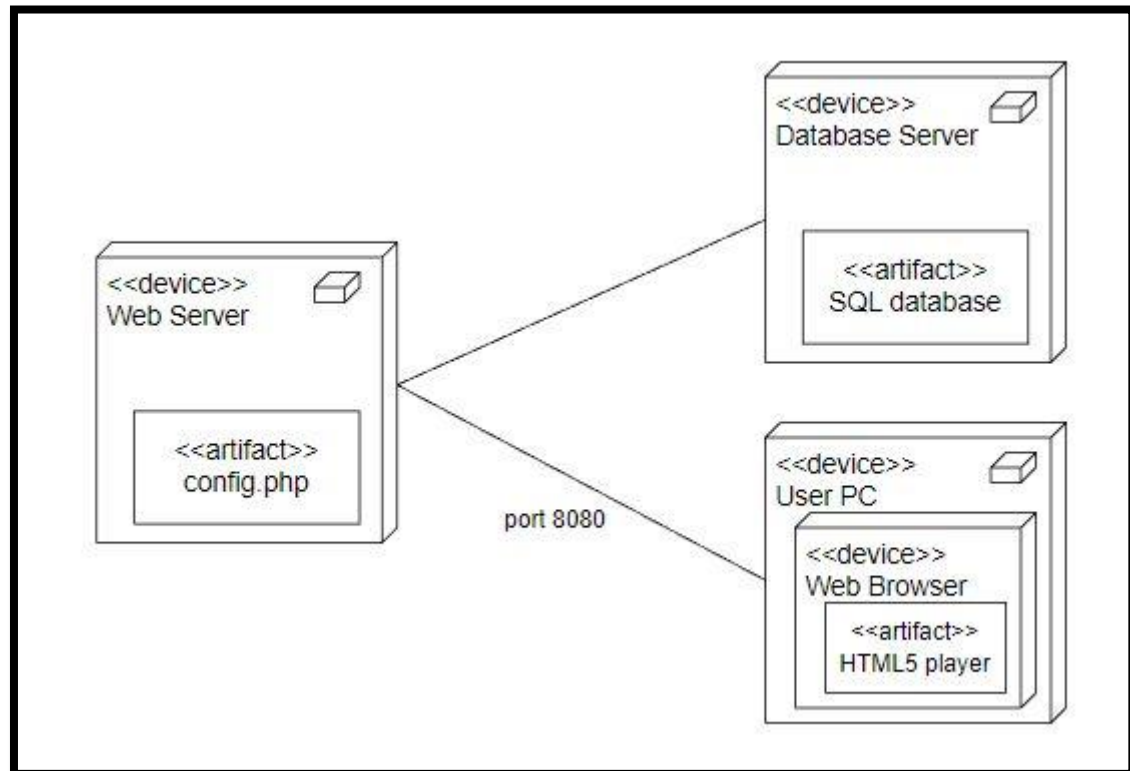 <<device>>
Web Server
<<artifact>>
config.php
port 8080
<<device>>
Database Server
<<artifact>>
SQL database
<<device>>
User PC
<<device>>
Web Browser
<<artifact>>
HTML5 player